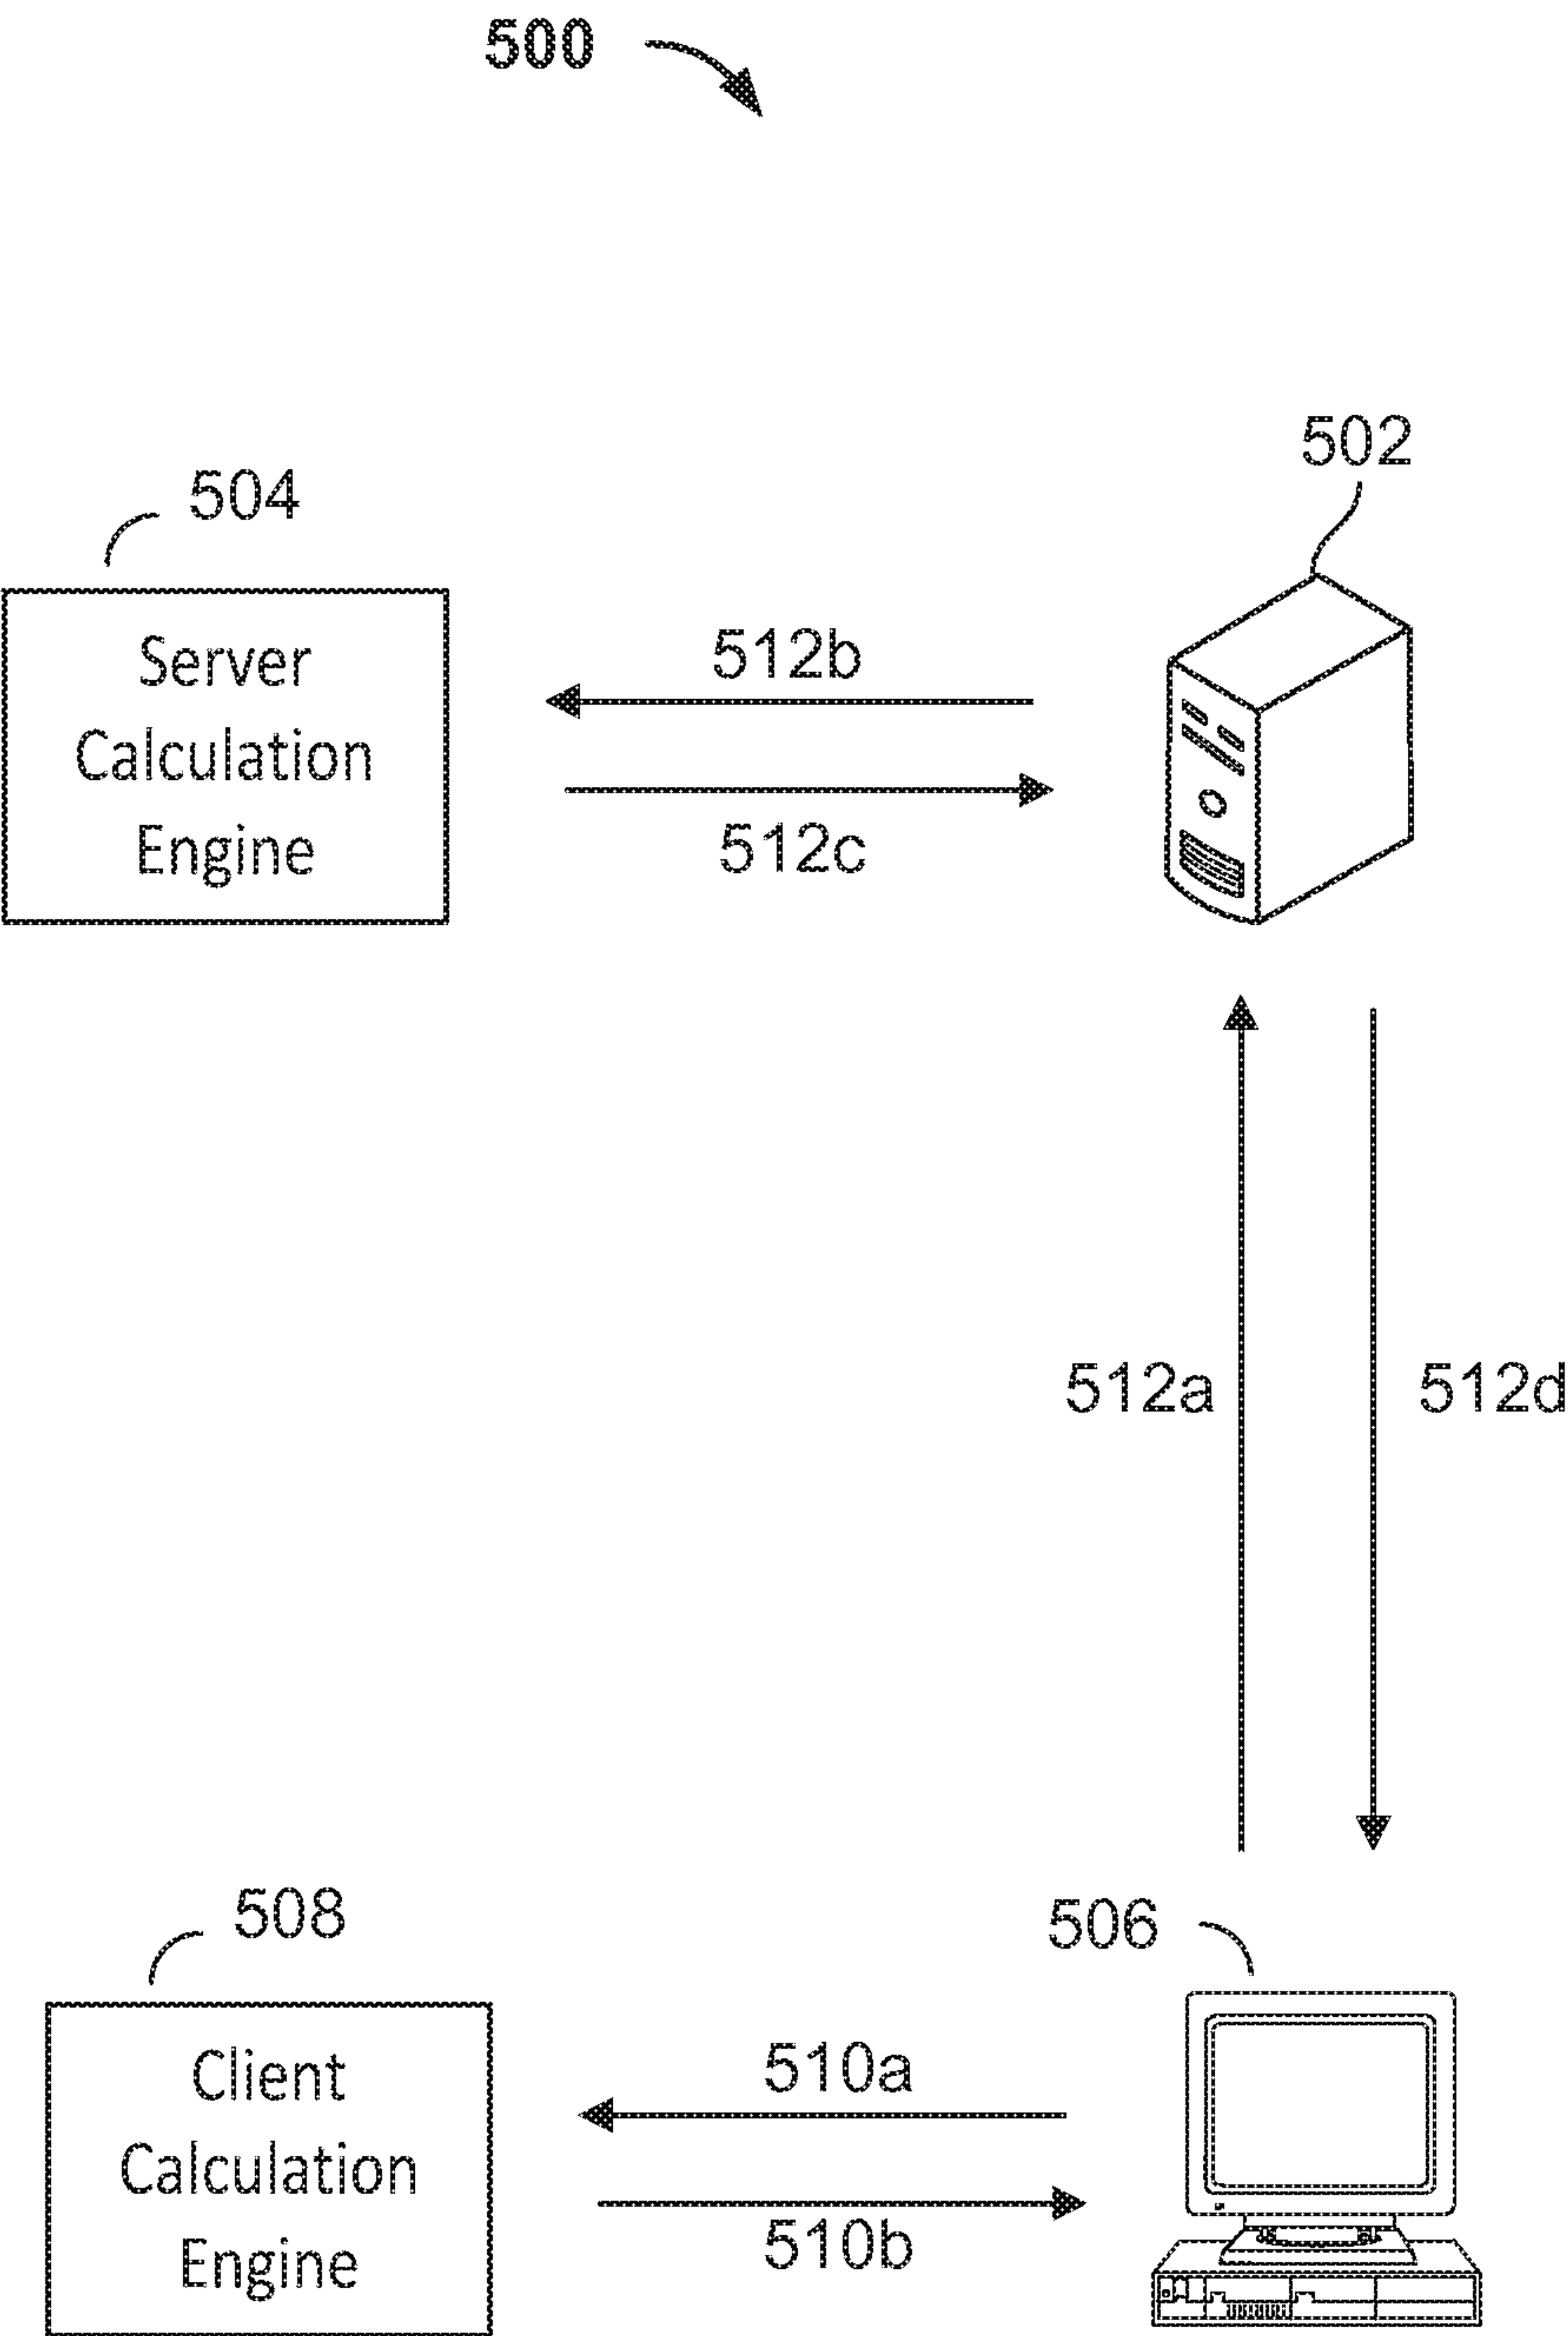 500
502
504
Server
Calculation
Engine
512b
512c
512a
512d
508
506
Client
Calculation
Engine
510a
510b